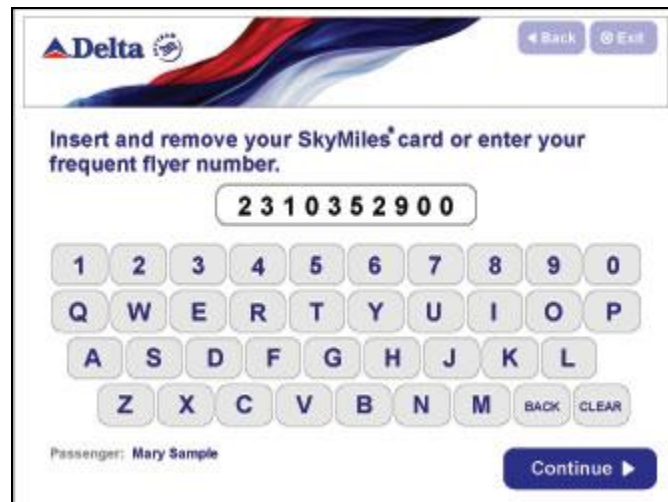 Delta
Back
Exit
Insert and remove your SkyMiles® card or enter your
frequent flyer number.
2310352900
1 2 3 4 5 6 7 8 9 0
Q W E R T Y U I O P
A S D F G H J K L
Z X C V B N M BACK CLEAR
Passenger: Mary Sample
Continue